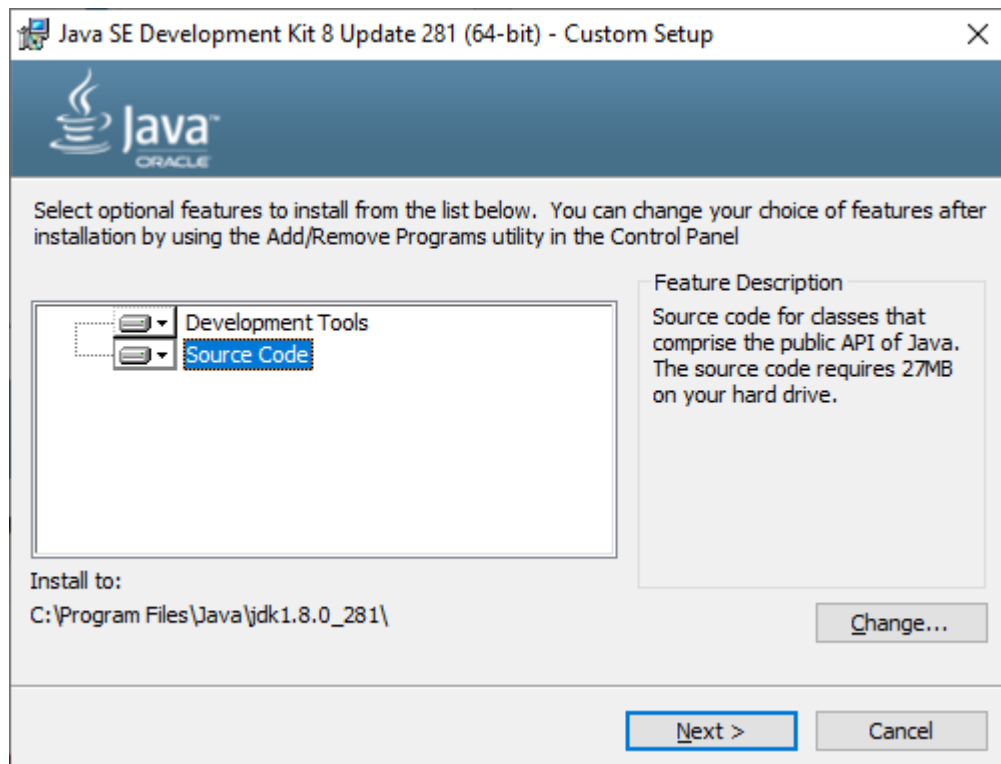 Java SE Development Kit 8 Update 281 (64-bit) - Custom Setup
Java™
ORACLE
Select optional features to install from the list below.  You can change your choice of features after
installation by using the Add/Remove Programs utility in the Control Panel
Development Tools
Source Code
Feature Description
Source code for classes that
comprise the public API of Java.
The source code requires 27MB
on your hard drive.
Install to:
C:\Program Files\Java\jdk1.8.0_281\
Change...
Next >
Cancel